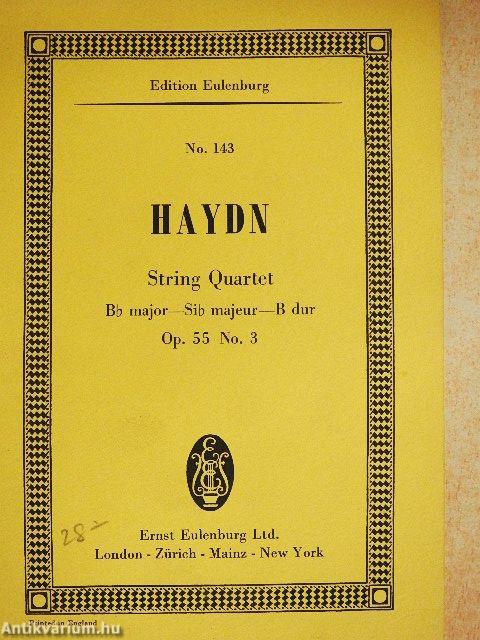 Edition Eulenburg
No. 143
HAYDN
String Quartet
B♭ major—Si♭ majeur—B dur
Op. 55 No. 3
E
28-
Ernst Eulenburg Ltd.
London - Zürich - Mainz - New York
Printed in England
Antikvarium.hu